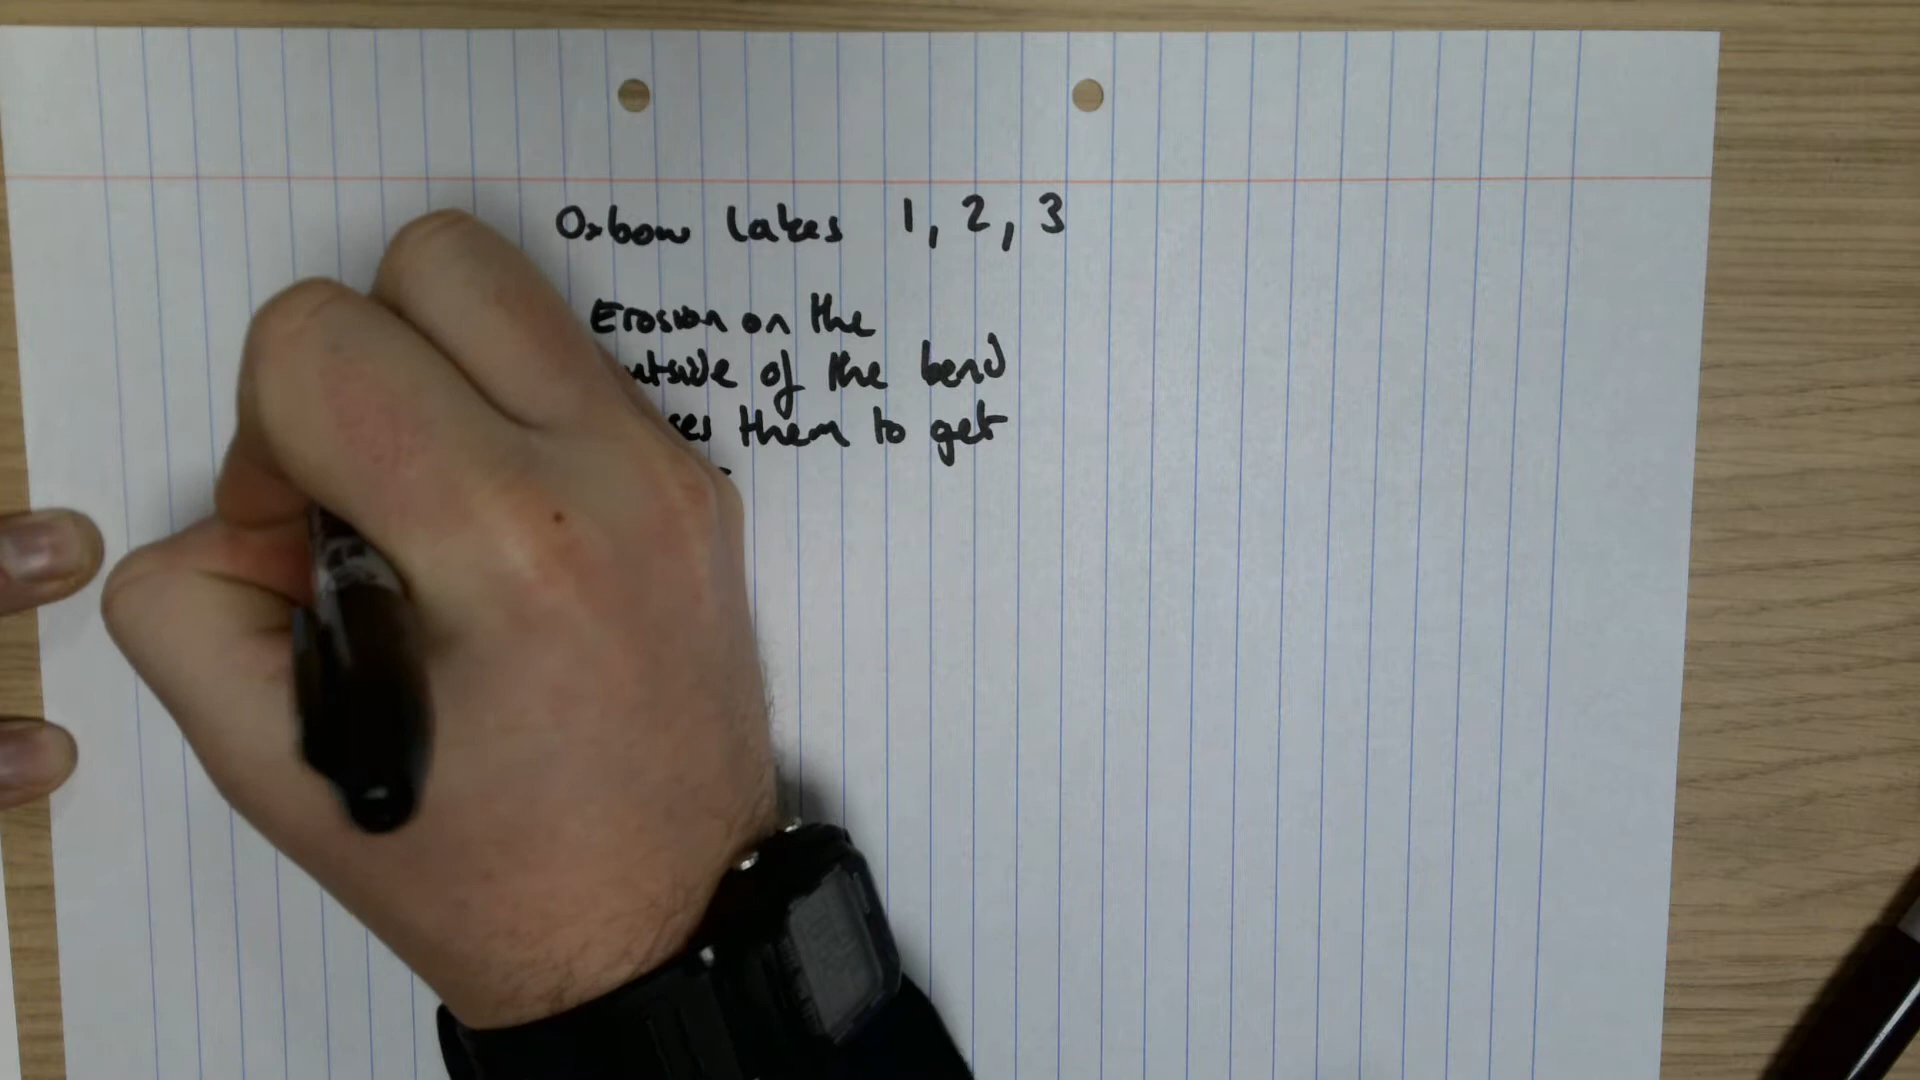 Oxbow lakes 1, 2, 3
Erosion on the
of the bend
them to get